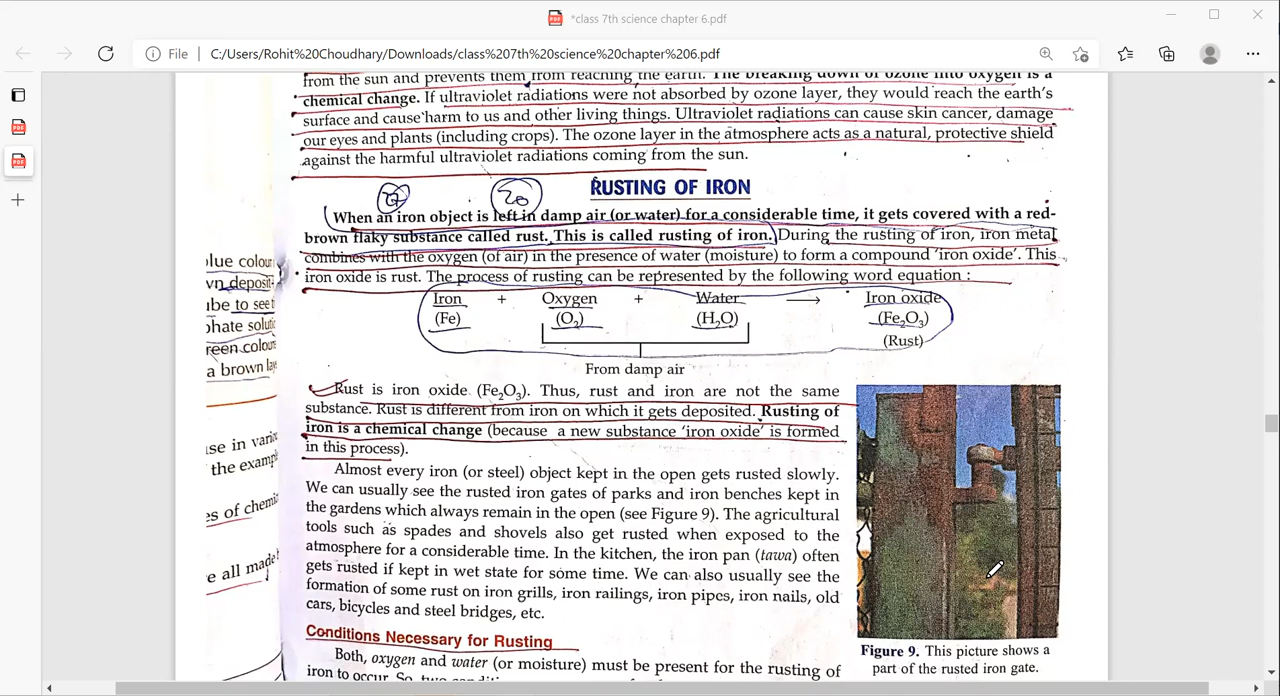 *class 7th science chapter 6.pdf
File | C:/Users/Rohit%20Choudhary/Downloads/class%207th%20science%20chapter%206.pdf
from the sun and prevents them from reaching the earth. The breaking down of ozone into oxygen is a
chemical change. If ultraviolet radiations were not absorbed by ozone layer, they would reach the earth's
surface and cause harm to us and other living things. Ultraviolet radiations can cause skin cancer, damage
our eyes and plants (including crops). The ozone layer in the atmosphere acts as a natural, protective shield
against the harmful ultraviolet radiations coming from the sun.
RUSTING OF IRON
20
When an iron object is left in damp air (or water) for a considerable time, it gets covered with a red-
brown flaky substance called rust. This is called rusting of iron. During the rusting of iron, iron metal
combines with the oxygen (of air) in the presence of water (moisture) to form a compound 'iron oxide'. This
iron oxide is rust. The process of rusting can be represented by the following word equation :
Iron + Oxygen + Water ⟶ Iron oxide
(Fe) (O₂) (H₂O) (Fe₂O₃)
(Rust)
From damp air
Rust is iron oxide (Fe₂O₃). Thus, rust and iron are not the same
substance. Rust is different from iron on which it gets deposited. Rusting of
iron is a chemical change (because a new substance 'iron oxide' is formed
in this process).
Almost every iron (or steel) object kept in the open gets rusted slowly.
We can usually see the rusted iron gates of parks and iron benches kept in
the gardens which always remain in the open (see Figure 9). The agricultural
tools such as spades and shovels also get rusted when exposed to the
atmosphere for a considerable time. In the kitchen, the iron pan (tawa) often
gets rusted if kept in wet state for some time. We can also usually see the
formation of some rust on iron grills, iron railings, iron pipes, iron nails, old
cars, bicycles and steel bridges, etc.
Conditions Necessary for Rusting
Both, oxygen and water (or moisture) must be present for the rusting of
iron to occur. So, two
Figure 9. This picture shows a
part of the rusted iron gate.
colour
deposit
to see
colour
a brown
use in
the
of
all made